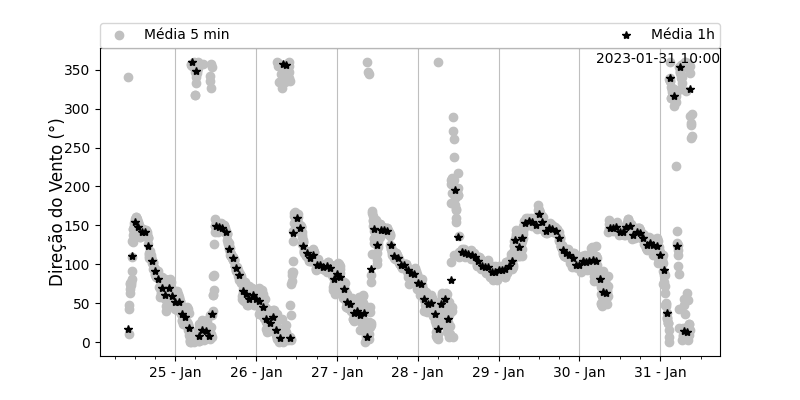 Média 5 min
Média 1h
2023-01-31 10:00
Direção do Vento (°)
350
300
250
200
150
100
50
0
25 - Jan
26 - Jan
27 - Jan
28 - Jan
29 - Jan
30 - Jan
31 - Jan